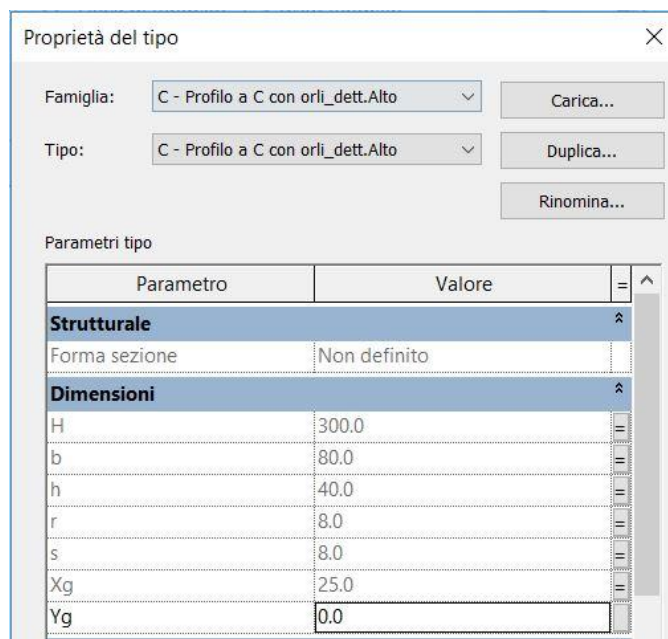 Proprietà del tipo
Famiglia: C - Profilo a C con orli_dett.Alto Carica...
Tipo: C - Profilo a C con orli_dett.Alto Duplica...
Rinomina...
Parametri tipo
Parametro Valore =
Strutturale
Forma sezione Non definito
Dimensioni
H 300.0 =
b 80.0 =
h 40.0 =
r 8.0 =
s 8.0 =
Xg 25.0 =
Yg 0.0